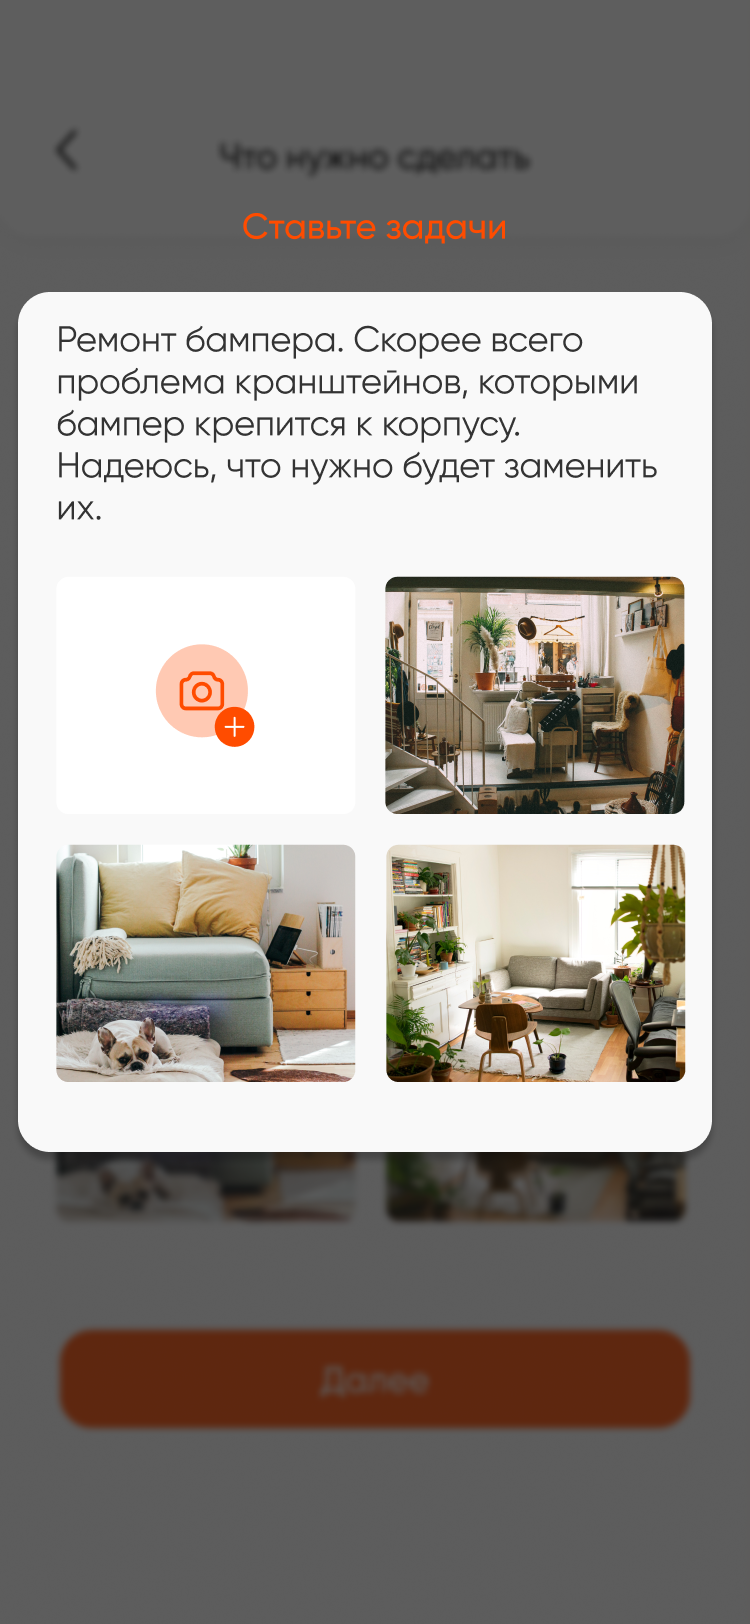 Что нужно сделать
Ставьте задачи
Ремонт бампера. Скорее всего
проблема кранштейнов, которыми
бампер крепится к корпусу.
Надеюсь, что нужно будет заменить
их.
Далее